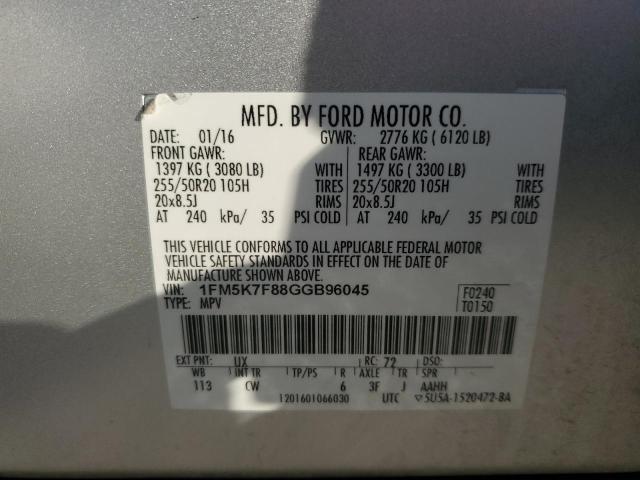 MFD. BY FORD MOTOR CO.
DATE: 01/16 GVWR: 2776 KG ( 6120 LB)
FRONT GAWR: REAR GAWR:
1397 KG ( 3080 LB) WITH 1497 KG ( 3300 LB) WITH
255/50R20 105H TIRES 255/50R20 105H TIRES
20x8.5J RIMS 20x8.5J RIMS
AT 240 kPa/ 35 PSI COLD AT 240 kPa/ 35 PSI COLD
THIS VEHICLE CONFORMS TO ALL APPLICABLE FEDERAL MOTOR
VEHICLE SAFETY STANDARDS IN EFFECT ON THE DATE OF
MANUFACTURE SHOWN ABOVE.
VIN: 1FM5K7F88GGB96045 F0240
TYPE: MPV T0150
EXT PNT: UX RC: 72 DSO:
WB INT TR TP/PS R AXLE TR SPR
113 CW 6 3F J AAHH
1201601066030 UTC ▽5U5A-1520472-BA